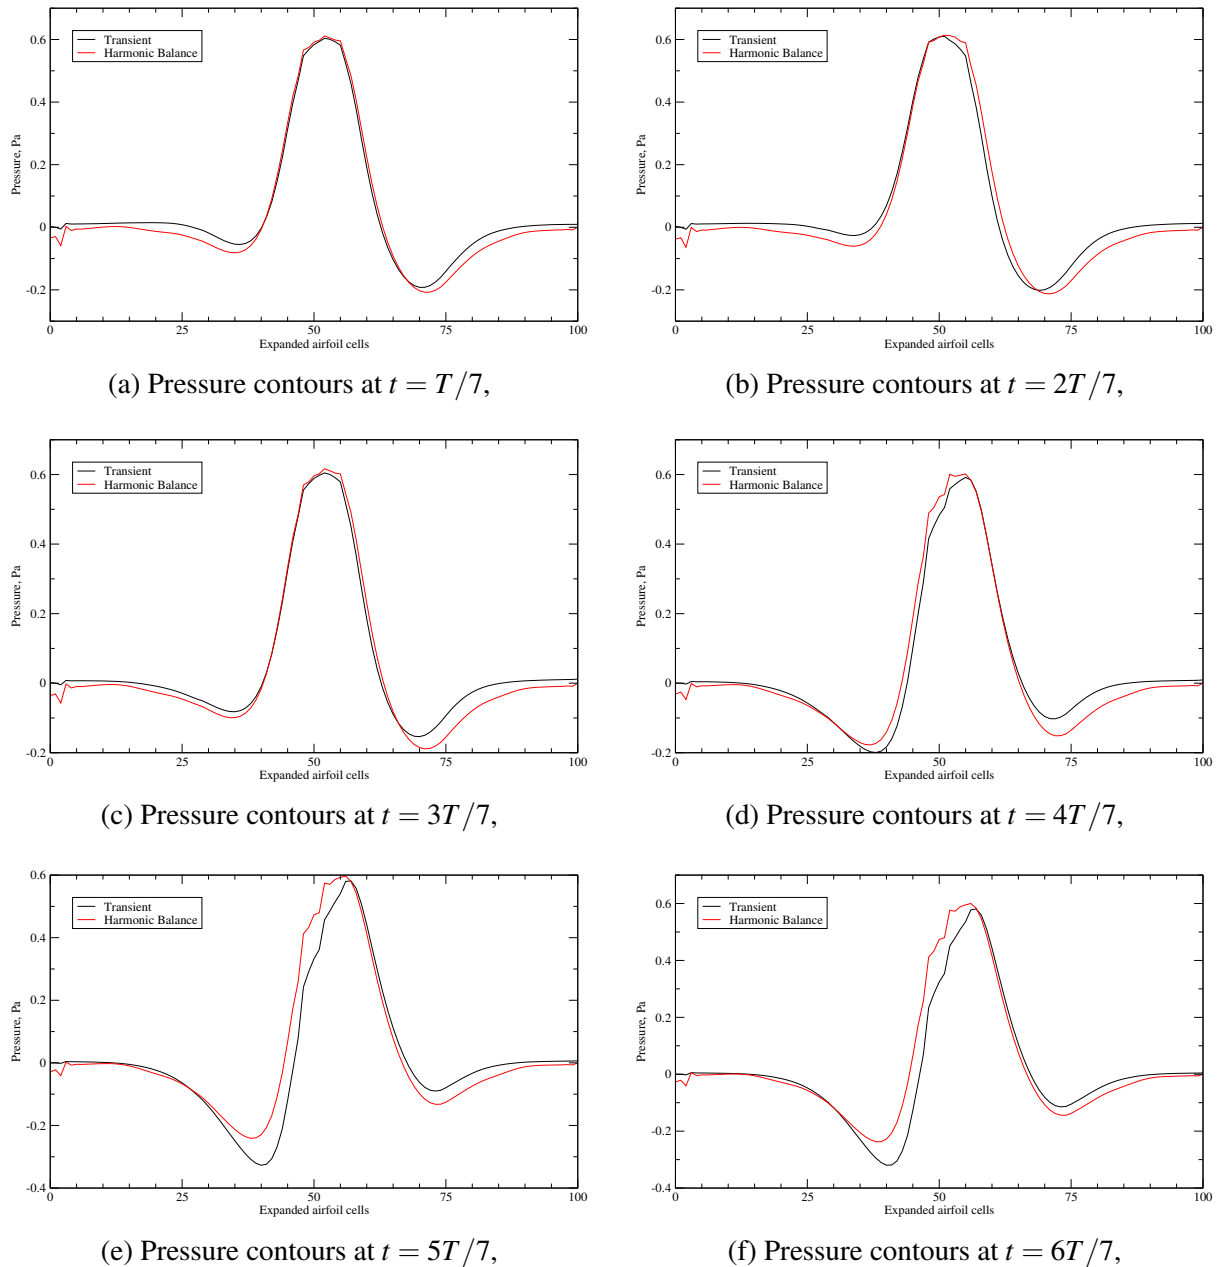 0.6
0.4
0.2
0
-0.2
Pressure, Pa
Transient
Harmonic Balance
0 25 50 75 100
Expanded airfoil cells
(a) Pressure contours at t = T/7,
0.6
0.4
0.2
0
-0.2
Pressure, Pa
Transient
Harmonic Balance
0 25 50 75 100
Expanded airfoil cells
(b) Pressure contours at t = 2T/7,
0.6
0.4
0.2
0
-0.2
Pressure, Pa
Transient
Harmonic Balance
0 25 50 75 100
Expanded airfoil cells
(c) Pressure contours at t = 3T/7,
0.6
0.4
0.2
0
-0.2
Pressure, Pa
Transient
Harmonic Balance
0 25 50 75 100
Expanded airfoil cells
(d) Pressure contours at t = 4T/7,
0.6
0.4
0.2
0
-0.2
-0.4
Pressure, Pa
Transient
Harmonic Balance
0 25 50 75 100
Expanded airfoil cells
(e) Pressure contours at t = 5T/7,
0.6
0.4
0.2
0
-0.2
-0.4
Pressure, Pa
Transient
Harmonic Balance
0 25 50 75 100
Expanded airfoil cells
(f) Pressure contours at t = 6T/7,